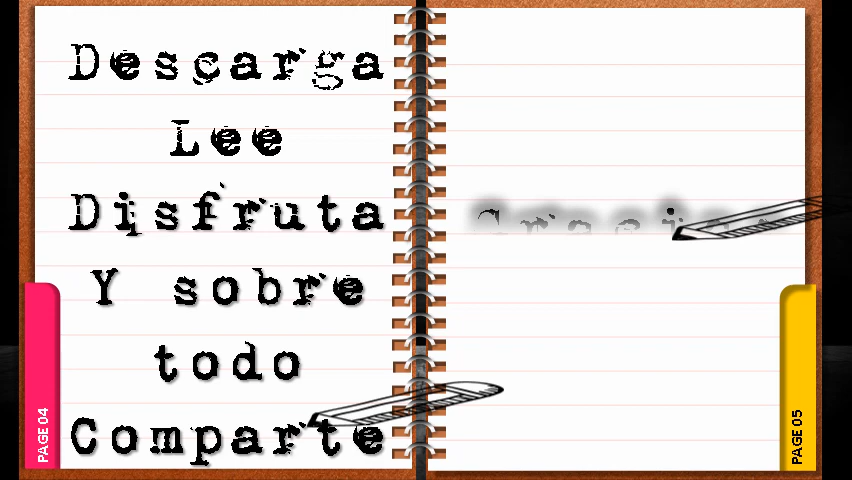 Descarga
Lee
Disfruta
Y sobre
todo
Comparte
PAGE 04
PAGE 05